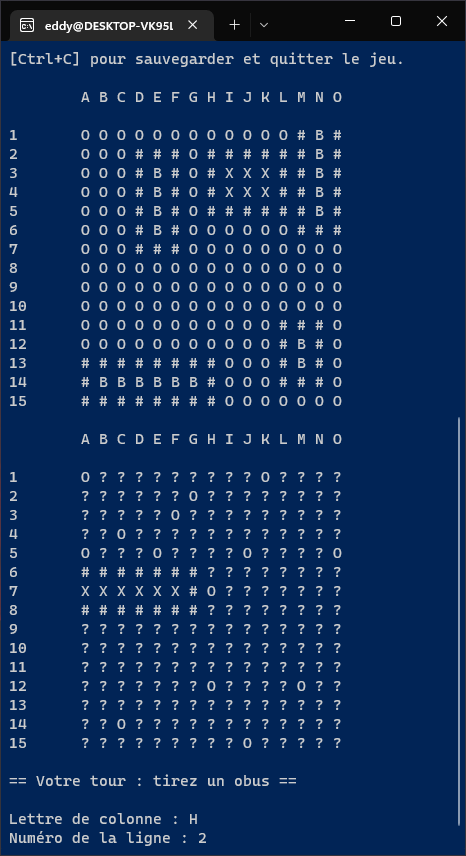 eddy@DESKTOP-VK95L
[Ctrl+C] pour sauvegarder et quitter le jeu.
A B C D E F G H I J K L M N O
1 O O O O O O O O O O O O # B #
2 O O O # # # O # # # # # # B #
3 O O O # B # O # X X X # # B #
4 O O O # B # O # X X X # # B #
5 O O O # B # O # # # # # # B #
6 O O O # B # O O O O O O # # #
7 O O O # # # O O O O O O O O O
8 O O O O O O O O O O O O O O O
9 O O O O O O O O O O O O O O O
10 O O O O O O O O O O O O O O O
11 O O O O O O O O O O O # # # O
12 O O O O O O O O O O O # B # O
13 # # # # # # # # O O O # B # O
14 # B B B B B B # O O O # # # O
15 # # # # # # # # O O O O O O O
A B C D E F G H I J K L M N O
1 O ? ? ? ? ? ? ? ? ? O ? ? ? ?
2 ? ? ? ? ? ? O ? ? ? ? ? ? ? ?
3 ? ? ? ? ? O ? ? ? ? ? ? ? ? ?
4 ? ? O ? ? ? ? ? ? ? ? ? ? ? ?
5 O ? ? ? O ? ? ? ? O ? ? ? ? O
6 # # # # # # # ? ? ? ? ? ? ? ?
7 X X X X X X # O ? ? ? ? ? ? ?
8 # # # # # # # ? ? ? ? ? ? ? ?
9 ? ? ? ? ? ? ? ? ? ? ? ? ? ? ?
10 ? ? ? ? ? ? ? ? ? ? ? ? ? ? ?
11 ? ? ? ? ? ? ? ? ? ? ? ? ? ? ?
12 ? ? ? ? ? ? ? O ? ? ? ? O ? ?
13 ? ? ? ? ? ? ? ? ? ? ? ? ? ? ?
14 ? ? O ? ? ? ? ? ? ? ? ? ? ? ?
15 ? ? ? ? ? ? ? ? ? O ? ? ? ? ?
== Votre tour : tirez un obus ==
Lettre de colonne : H
Numéro de la ligne : 2